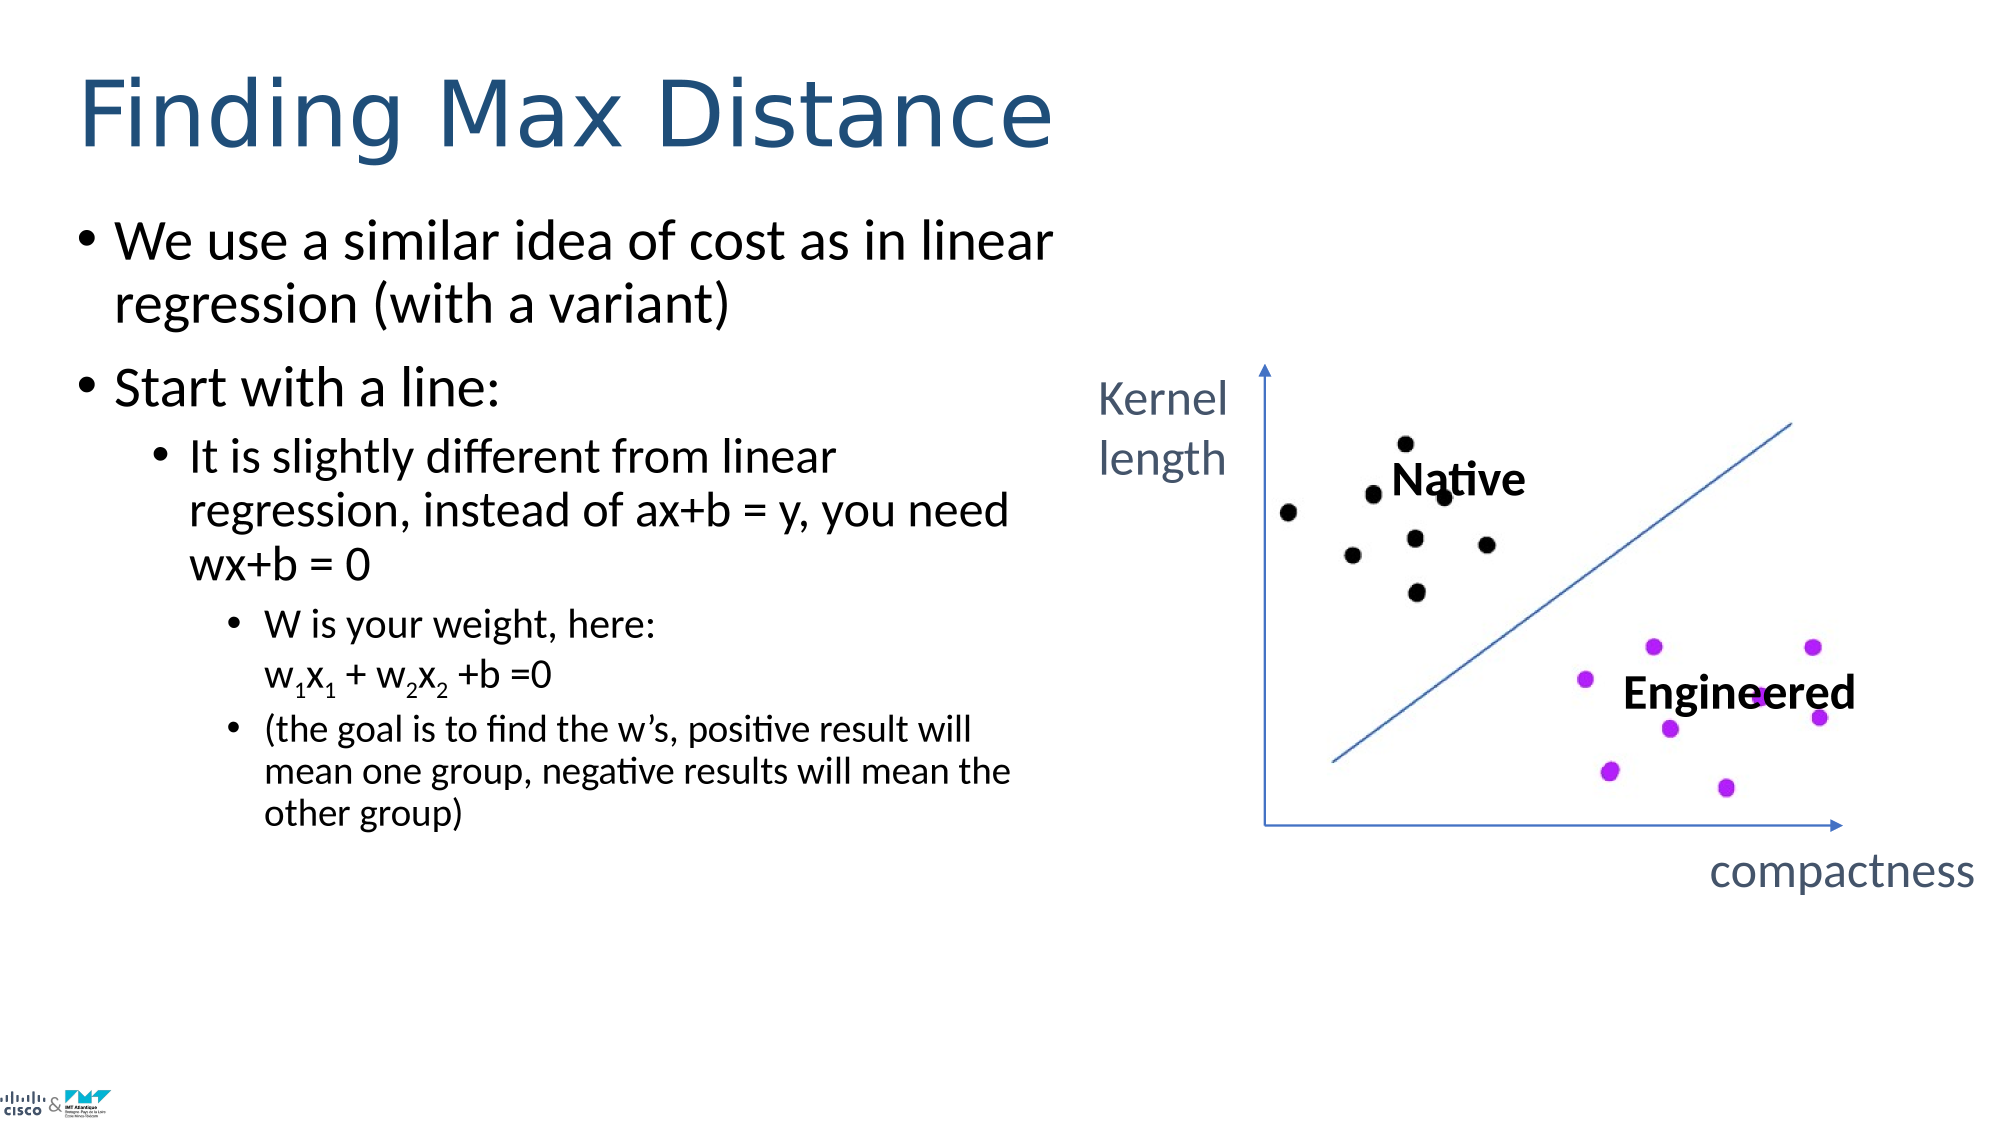 Finding Max Distance
• We use a similar idea of cost as in linear
regression (with a variant)
• Start with a line:
• It is slightly different from linear
regression, instead of ax+b = y, you need
wx+b = 0
• W is your weight, here:
w₁x₁ + w₂x₂ +b =0
• (the goal is to find the w’s, positive result will
mean one group, negative results will mean the
other group)
Kernel
length
Native
Engineered
compactness
CISCO & IMT Atlantique